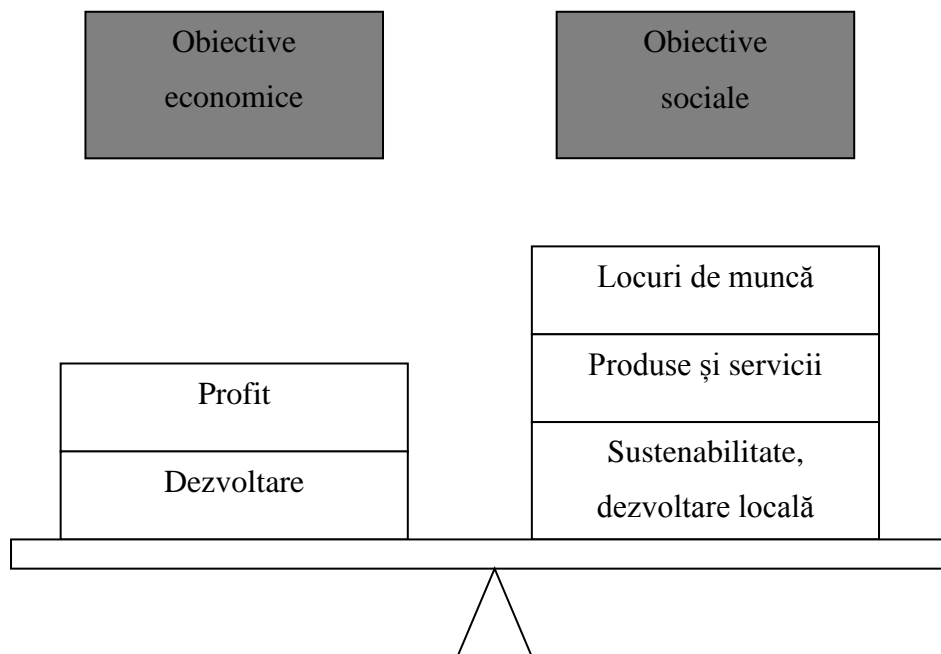 Obiective
economice
Obiective
sociale
Locuri de muncă
Produse și servicii
Profit
Sustenabilitate,
dezvoltare locală
Dezvoltare